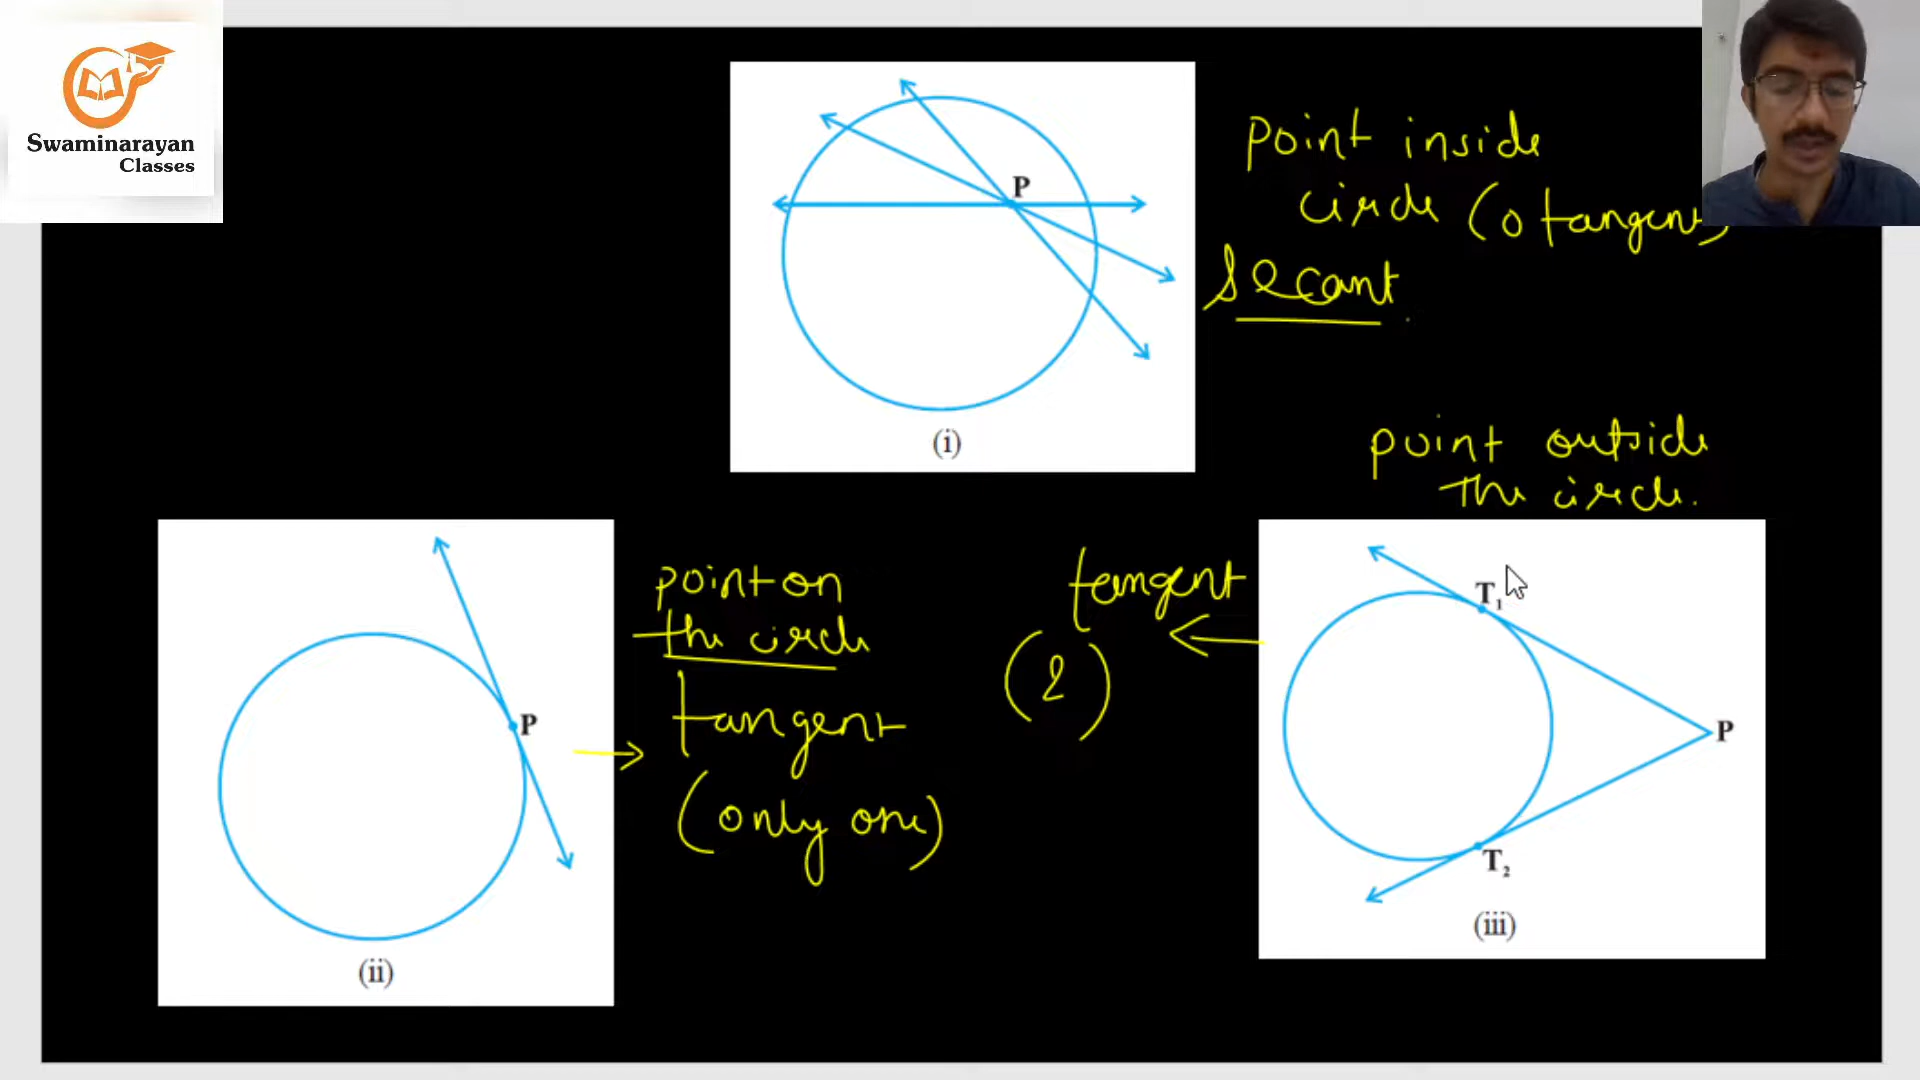 Swaminarayan
Classes
P
(i)
point inside
circle (0 tangent)
secant
point outside
the circle.
P
(ii)
point on
the circle
tangent
(only one)
tangent
(2)
T₁
P
T₂
(iii)